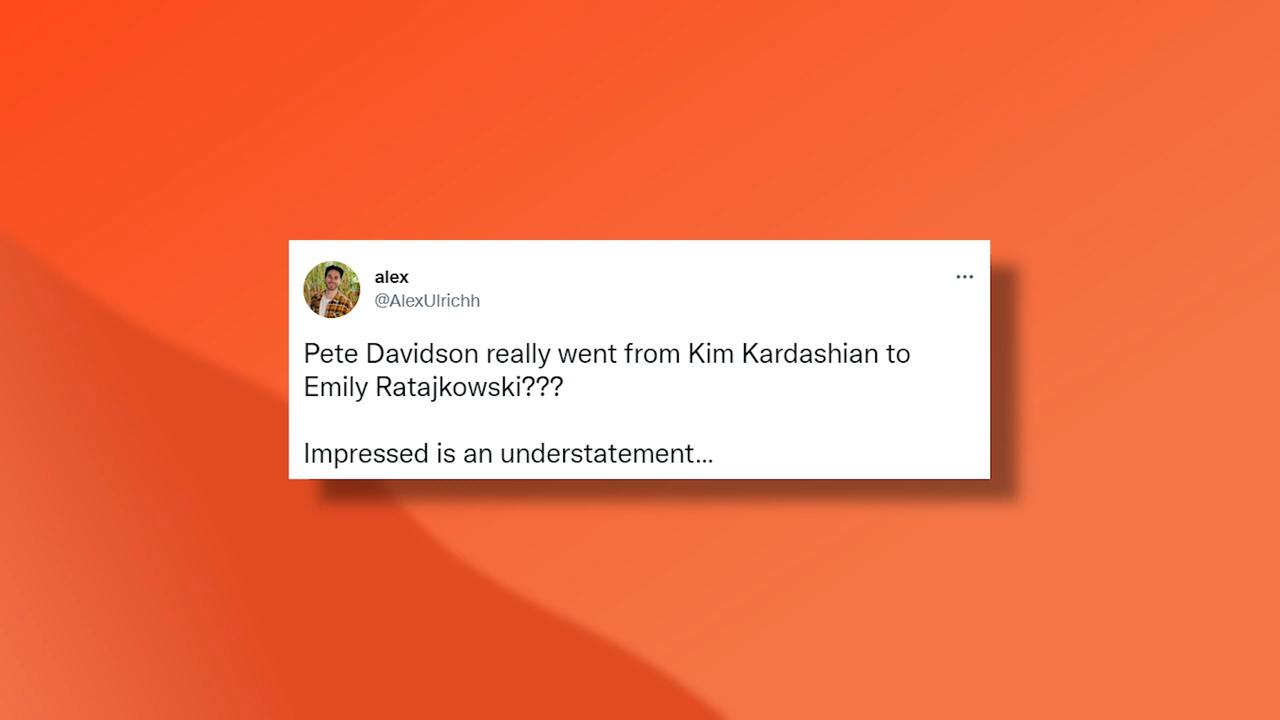 alex
@AlexUlrichh
Pete Davidson really went from Kim Kardashian to
Emily Ratajkowski???
Impressed is an understatement...